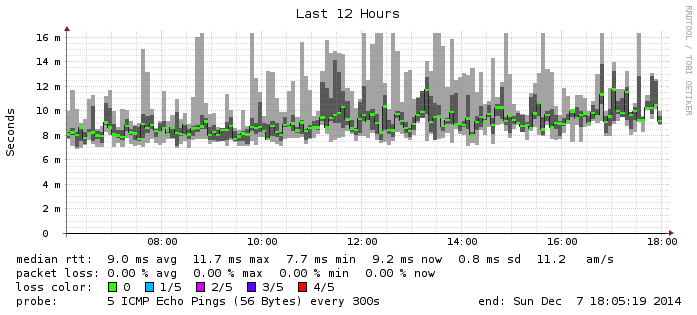 Last 12 Hours
RRDTOOL / TOBI OETIKER
Seconds
16 m
14 m
12 m
10 m
8 m
6 m
4 m
2 m
0
08:00 10:00 12:00 14:00 16:00 18:00
median rtt: 9.0 ms avg 11.7 ms max 7.7 ms min 9.2 ms now 0.8 ms sd 11.2 am/s
packet loss: 0.00 % avg 0.00 % max 0.00 % min 0.00 % now
loss color: 0 1/5 2/5 3/5 4/5
probe: 5 ICMP Echo Pings (56 Bytes) every 300s end: Sun Dec 7 18:05:19 2014